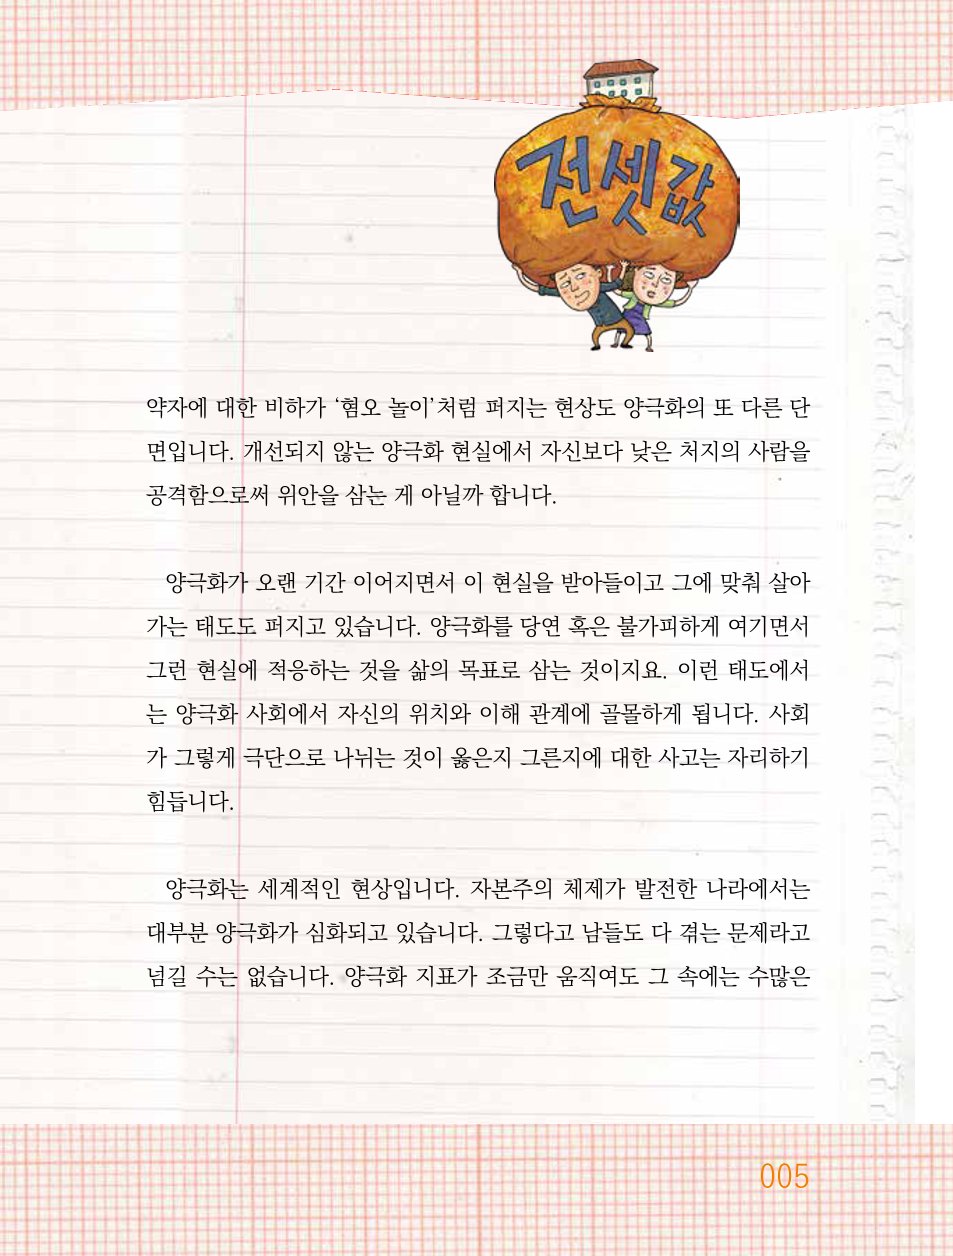 전셋값
약자에 대한 비하가 ‘혐오 놀이’처럼 퍼지는 현상도 양극화의 또 다른 단
면입니다. 개선되지 않는 양극화 현실에서 자신보다 낮은 처지의 사람을
공격함으로써 위안을 삼는 게 아닐까 합니다.
양극화가 오랜 기간 이어지면서 이 현실을 받아들이고 그에 맞춰 살아
가는 태도도 퍼지고 있습니다. 양극화를 당연 혹은 불가피하게 여기면서
그런 현실에 적응하는 것을 삶의 목표로 삼는 것이지요. 이런 태도에서
는 양극화 사회에서 자신의 위치와 이해 관계에 골몰하게 됩니다. 사회
가 그렇게 극단으로 나뉘는 것이 옳은지 그른지에 대한 사고는 자리하기
힘듭니다.
양극화는 세계적인 현상입니다. 자본주의 체제가 발전한 나라에서는
대부분 양극화가 심화되고 있습니다. 그렇다고 남들도 다 겪는 문제라고
넘길 수는 없습니다. 양극화 지표가 조금만 움직여도 그 속에는 수많은
005